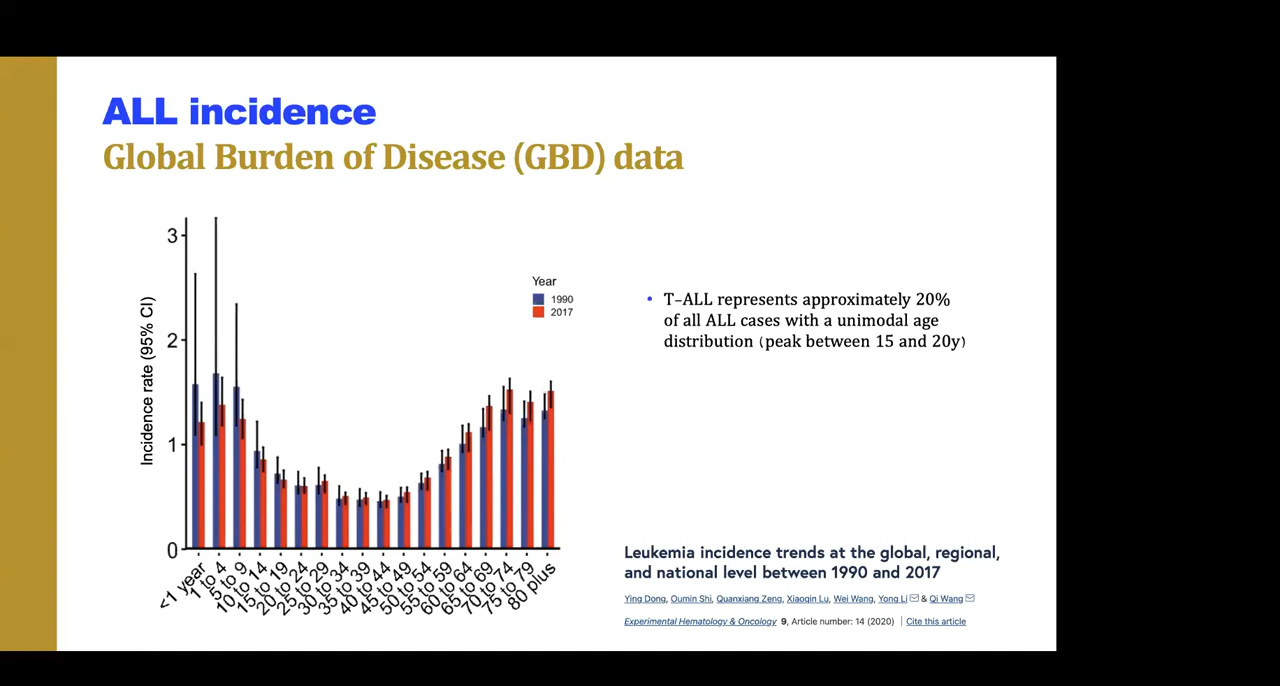 ALL incidence
Global Burden of Disease (GBD) data
Incidence rate (95% CI)
3
2
1
0
Year
1990
2017
<1 year
1 to 4
5 to 9
10 to 14
15 to 19
20 to 24
25 to 29
30 to 34
35 to 39
40 to 44
45 to 49
50 to 54
55 to 59
60 to 64
65 to 69
70 to 74
75 to 79
80 plus
• T-ALL represents approximately 20%
of all ALL cases with a unimodal age
distribution (peak between 15 and 20y)
Leukemia incidence trends at the global, regional,
and national level between 1990 and 2017
Ying Dong, Oumin Shi, Quanxiang Zeng, Xiaoqin Lu, Wei Wang, Yong Li & Qi Wang
Experimental Hematology & Oncology 9, Article number: 14 (2020) | Cite this article